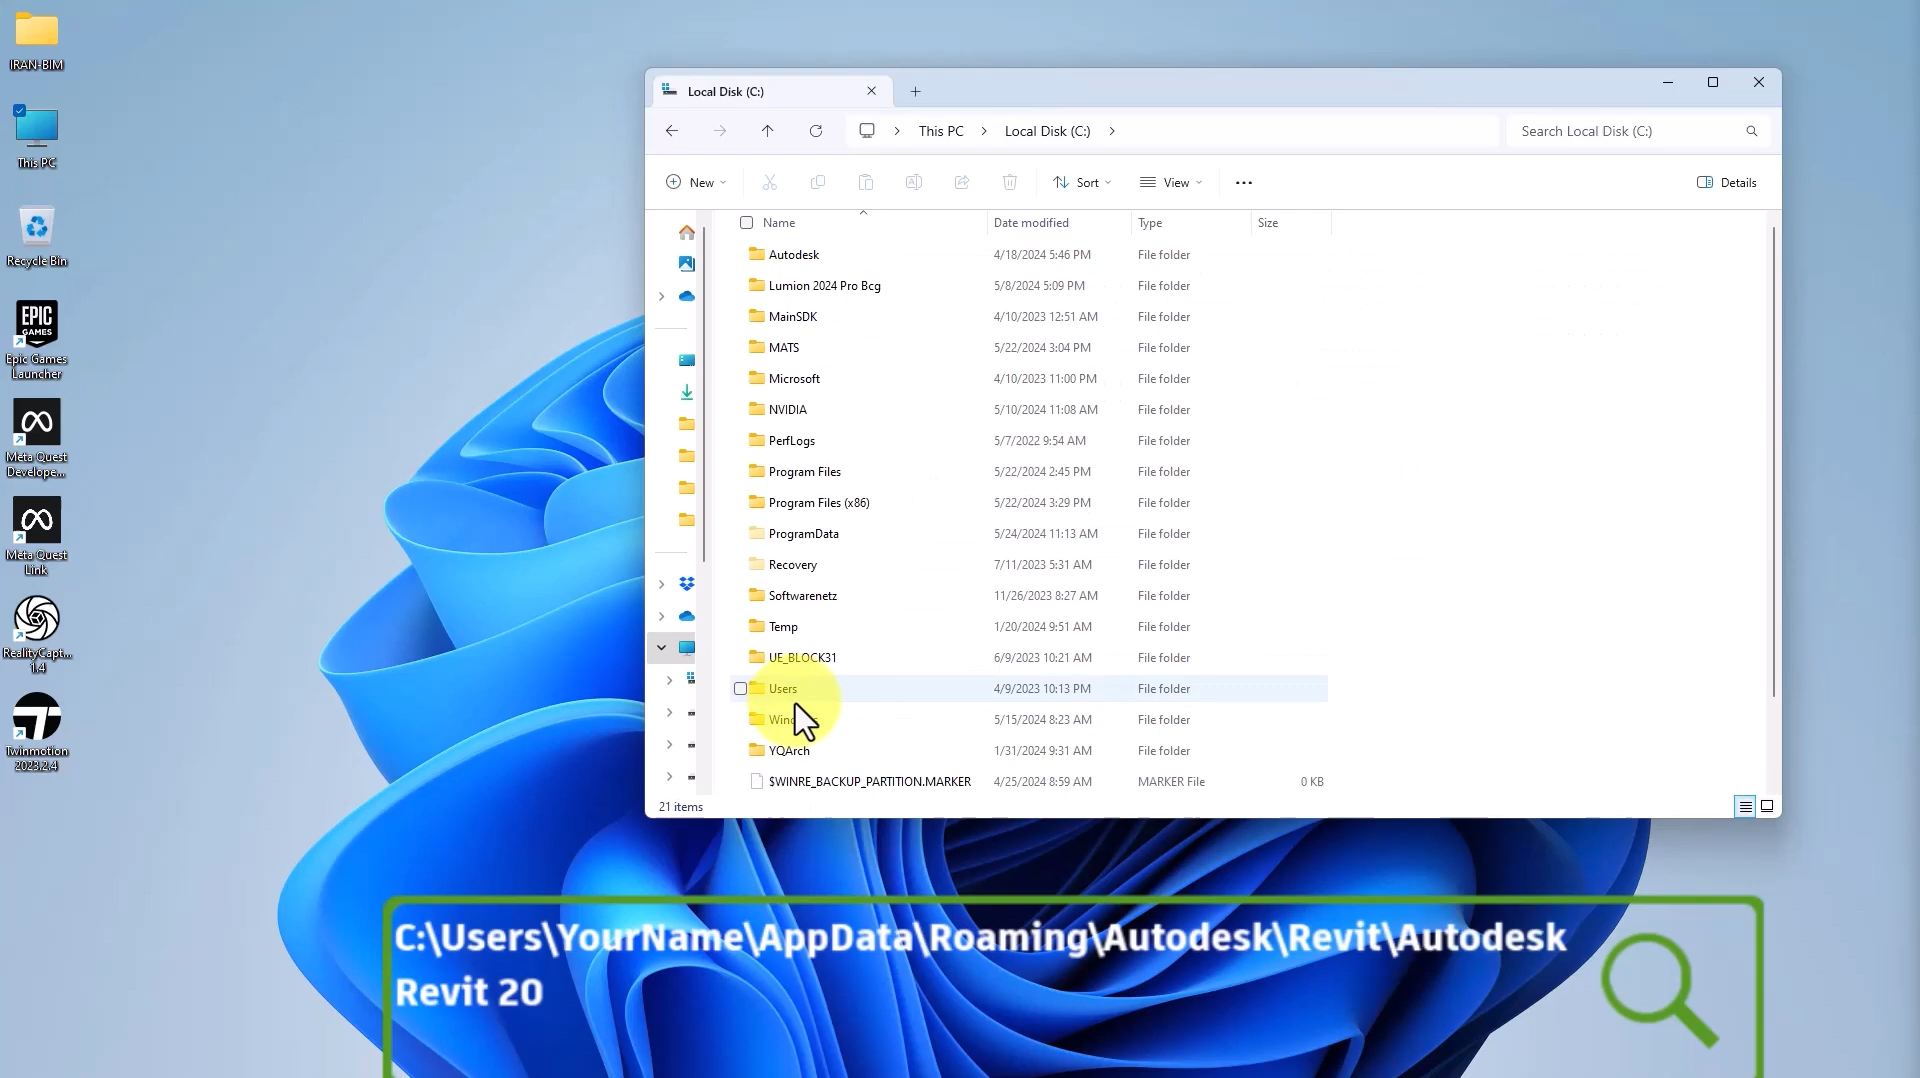 IRAN-BIM
This PC
Recycle Bin
EPIC
GAMES
Epic Games
Launcher
Meta Quest
Develope...
Meta Quest
Link
RealityCapt...
1.4
Twinmotion
2023.2.4
Local Disk (C:)
This PC > Local Disk (C:) >
Search Local Disk (C:)
New
Sort
View
Details
Name Date modified Type Size
Autodesk 4/18/2024 5:46 PM File folder
Lumion 2024 Pro Bcg 5/8/2024 5:09 PM File folder
MainSDK 4/10/2023 12:51 AM File folder
MATS 5/22/2024 3:04 PM File folder
Microsoft 4/10/2023 11:00 PM File folder
NVIDIA 5/10/2024 11:08 AM File folder
PerfLogs 5/7/2022 9:54 AM File folder
Program Files 5/22/2024 2:45 PM File folder
Program Files (x86) 5/22/2024 3:29 PM File folder
ProgramData 5/24/2024 11:13 AM File folder
Recovery 7/11/2023 5:31 AM File folder
Softwarenetz 11/26/2023 8:27 AM File folder
Temp 1/20/2024 9:51 AM File folder
UE_BLOCK31 6/9/2023 10:21 AM File folder
Users 4/9/2023 10:13 PM File folder
5/15/2024 8:23 AM File folder
YQArch 1/31/2024 9:31 AM File folder
$WINRE_BACKUP_PARTITION.MARKER 4/25/2024 8:59 AM MARKER File 0 KB
21 items
C:\Users\YourName\AppData\Roaming\Autodesk\Revit\Autodesk
Revit 20